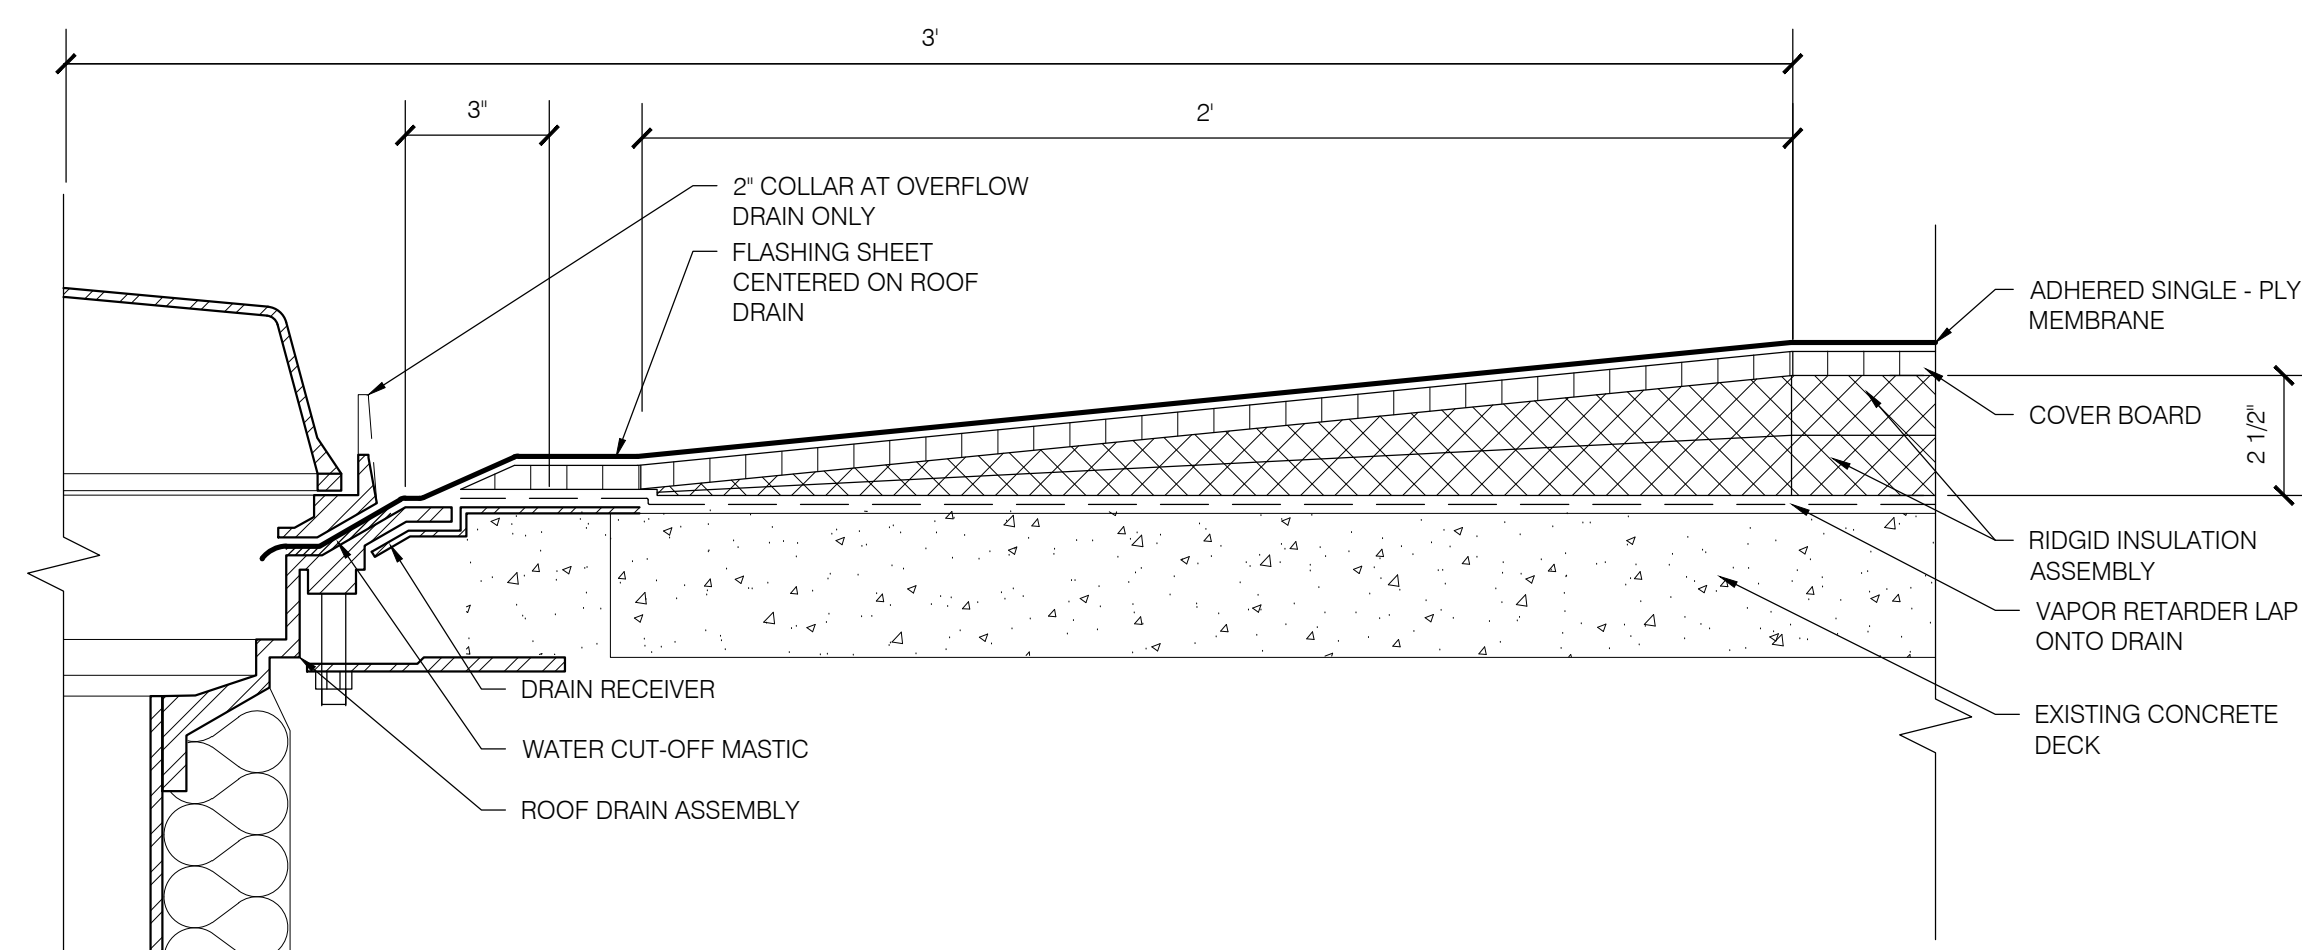 3'
3"
2'
2" COLLAR AT OVERFLOW
DRAIN ONLY
FLASHING SHEET
CENTERED ON ROOF
DRAIN
ADHERED SINGLE - PLY
MEMBRANE
COVER BOARD
2 1/2"
RIDGID INSULATION
ASSEMBLY
VAPOR RETARDER LAP
ONTO DRAIN
EXISTING CONCRETE
DECK
DRAIN RECEIVER
WATER CUT-OFF MASTIC
ROOF DRAIN ASSEMBLY